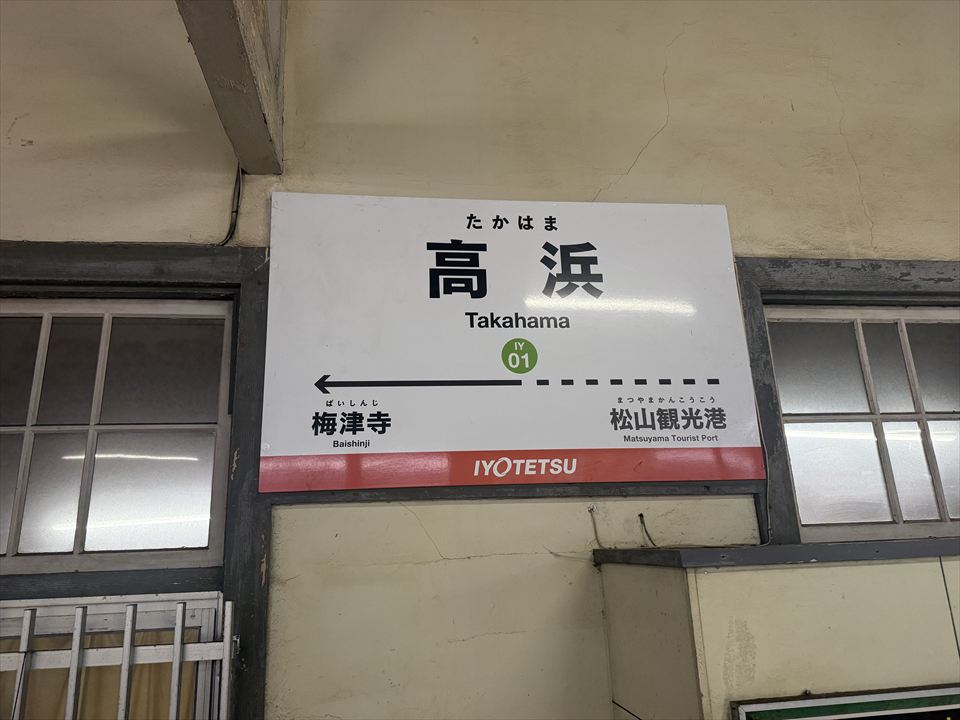 たかはま
高浜
Takahama
IY
01
ばいしんじ
梅津寺
Baishinji
まつやまかんこうこう
松山観光港
Matsuyama Tourist Port
IYOTETSU